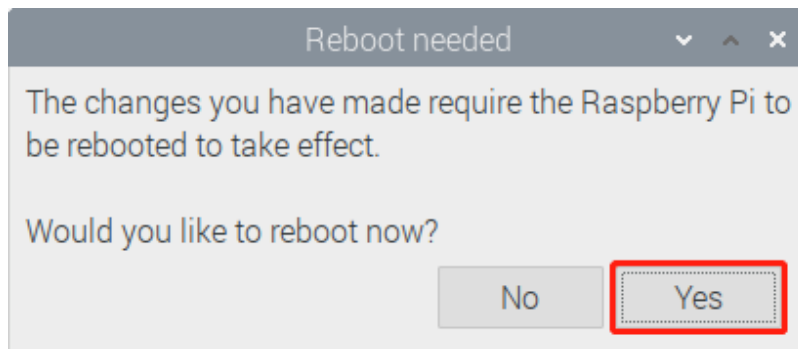 Reboot needed
The changes you have made require the Raspberry Pi to
be rebooted to take effect.
Would you like to reboot now?
No Yes